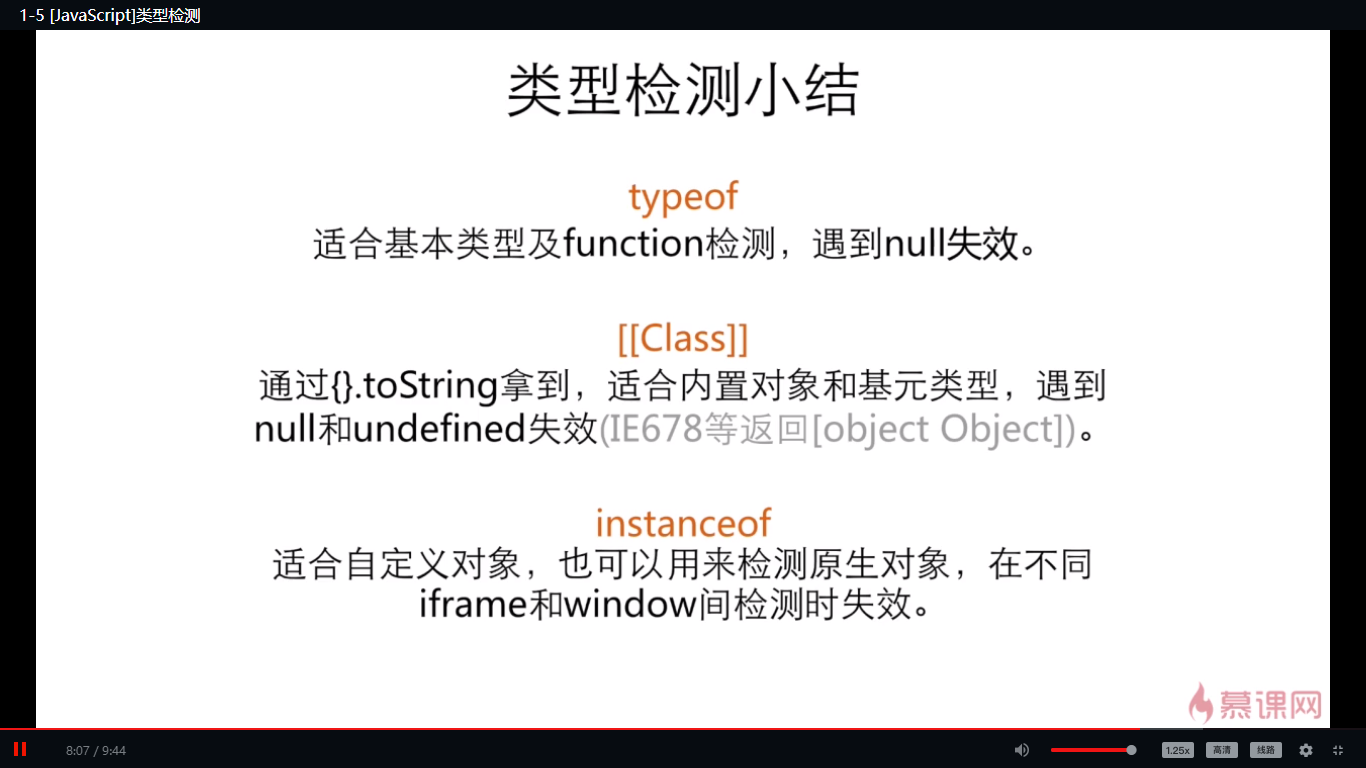 1-5 [JavaScript]类型检测
类型检测小结
typeof
适合基本类型及function检测，遇到null失效。
[[Class]]
通过{}.toString拿到，适合内置对象和基元类型，遇到
null和undefined失效(IE678等返回[object Object])。
instanceof
适合自定义对象，也可以用来检测原生对象，在不同
iframe和window间检测时失效。
慕课网
8:07 / 9:44
1.25x
高清
线路